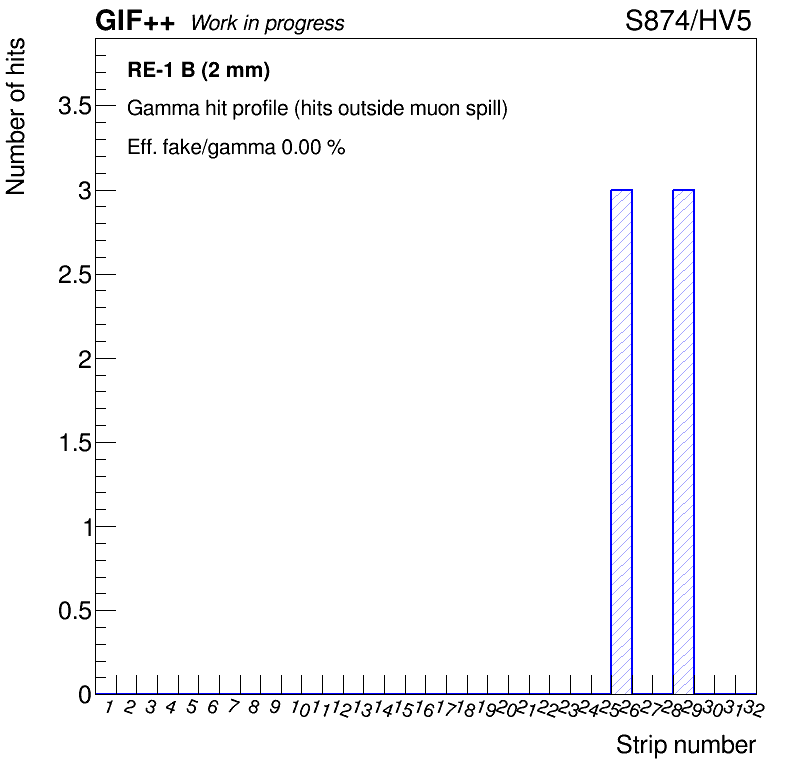 GIF++ Work in progress S874/HV5
Number of hits
RE-1 B (2 mm)
Gamma hit profile (hits outside muon spill)
Eff. fake/gamma 0.00 %
3.5
3
2.5
2
1.5
1
0.5
0
1 2 3 4 5 6 7 8 9 10 11 12 13 14 15 16 17 18 19 20 21 22 23 24 25 26 27 28 29 30 31 32
Strip number